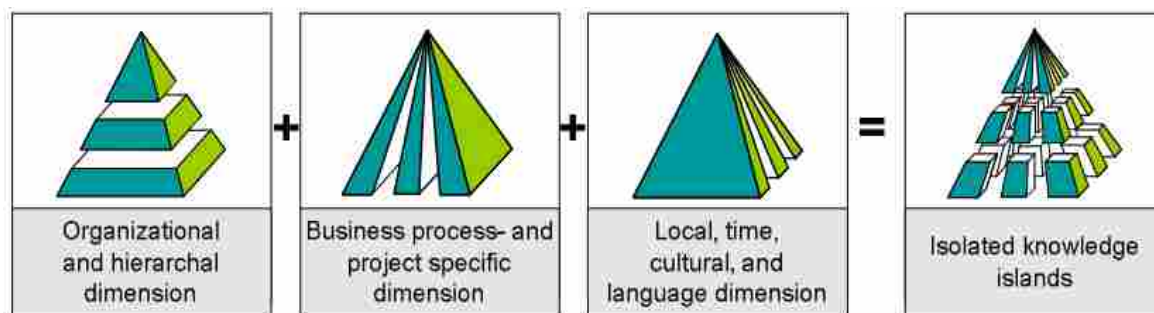 + + =
Organizational
and hierarchal
dimension
Business process- and
project specific
dimension
Local, time,
cultural, and
language dimension
Isolated knowledge
islands